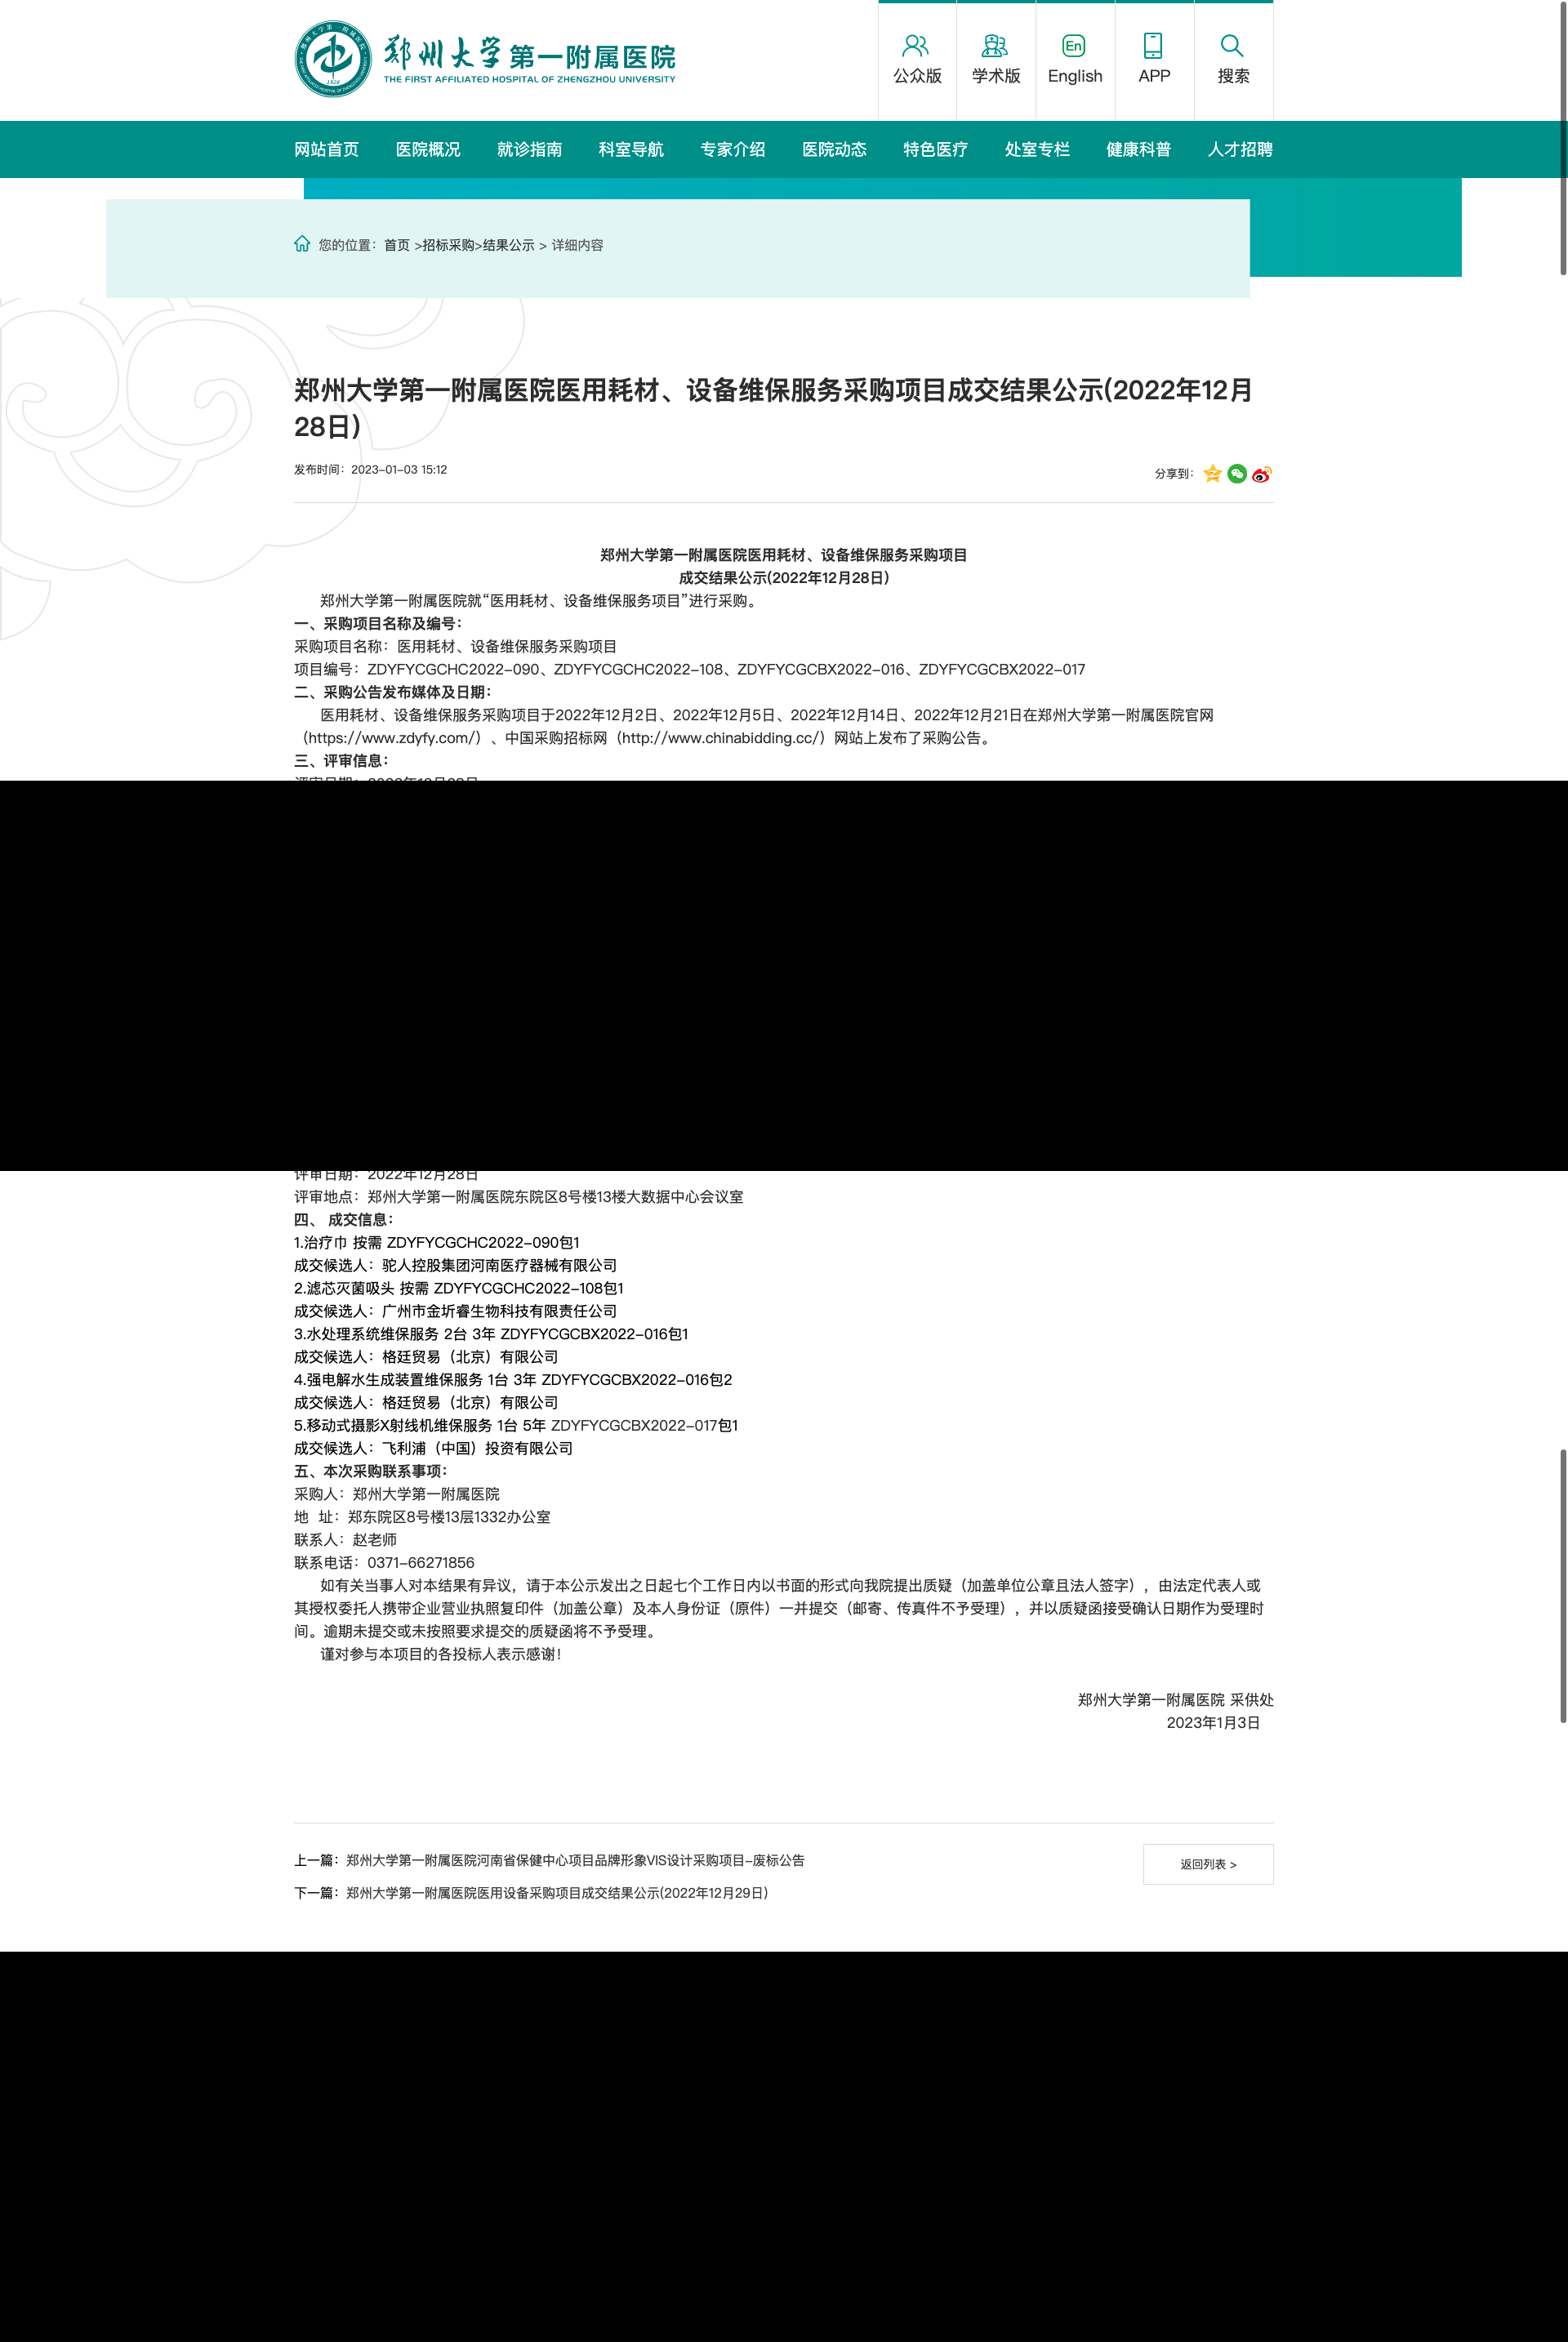 郑州大学第一附属医院
THE FIRST AFFILIATED HOSPITAL OF ZHENGZHOU UNIVERSITY
公众版
学术版
En
English
APP
搜索
网站首页 医院概况 就诊指南 科室导航 专家介绍 医院动态 特色医疗 处室专栏 健康科普 人才招聘
您的位置：首页 >招标采购>结果公示 > 详细内容
郑州大学第一附属医院医用耗材、设备维保服务采购项目成交结果公示(2022年12月
28日)
发布时间：2023-01-03 15:12
分享到：
郑州大学第一附属医院医用耗材、设备维保服务采购项目
成交结果公示(2022年12月28日)
郑州大学第一附属医院就“医用耗材、设备维保服务项目”进行采购。
一、采购项目名称及编号：
采购项目名称：医用耗材、设备维保服务采购项目
项目编号：ZDYFYCGCHC2022-090、ZDYFYCGCHC2022-108、ZDYFYCGCBX2022-016、ZDYFYCGCBX2022-017
二、采购公告发布媒体及日期：
医用耗材、设备维保服务采购项目于2022年12月2日、2022年12月5日、2022年12月14日、2022年12月21日在郑州大学第一附属医院官网
（https://www.zdyfy.com/）、中国采购招标网（http://www.chinabidding.cc/）网站上发布了采购公告。
三、评审信息：
评审日期：2022年12月28日
评审地点：郑州大学第一附属医院东院区8号楼13楼大数据中心会议室
四、 成交信息：
1.治疗巾 按需 ZDYFYCGCHC2022-090包1
成交候选人：驼人控股集团河南医疗器械有限公司
2.滤芯灭菌吸头 按需 ZDYFYCGCHC2022-108包1
成交候选人：广州市金圻睿生物科技有限责任公司
3.水处理系统维保服务 2台 3年 ZDYFYCGCBX2022-016包1
成交候选人：格廷贸易（北京）有限公司
4.强电解水生成装置维保服务 1台 3年 ZDYFYCGCBX2022-016包2
成交候选人：格廷贸易（北京）有限公司
5.移动式摄影X射线机维保服务 1台 5年 ZDYFYCGCBX2022-017包1
成交候选人：飞利浦（中国）投资有限公司
五、本次采购联系事项：
采购人：郑州大学第一附属医院
地 址：郑东院区8号楼13层1332办公室
联系人：赵老师
联系电话：0371-66271856
如有关当事人对本结果有异议，请于本公示发出之日起七个工作日内以书面的形式向我院提出质疑（加盖单位公章且法人签字），由法定代表人或
其授权委托人携带企业营业执照复印件（加盖公章）及本人身份证（原件）一并提交（邮寄、传真件不予受理），并以质疑函接受确认日期作为受理时
间。逾期未提交或未按照要求提交的质疑函将不予受理。
谨对参与本项目的各投标人表示感谢！
郑州大学第一附属医院 采供处
2023年1月3日
上一篇：郑州大学第一附属医院河南省保健中心项目品牌形象VIS设计采购项目-废标公告
返回列表 >
下一篇：郑州大学第一附属医院医用设备采购项目成交结果公示(2022年12月29日)